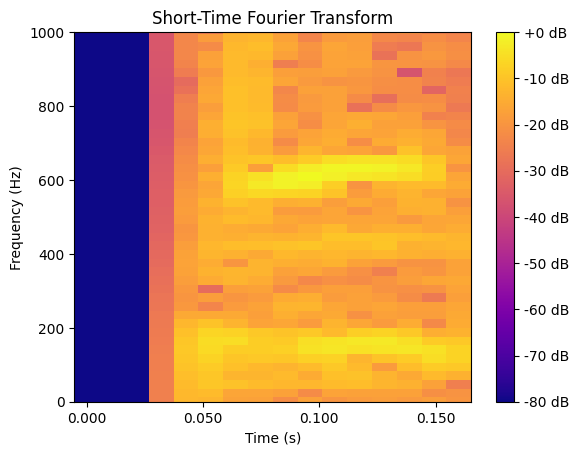 Short-Time Fourier Transform
1000
800
600
400
200
0
Frequency (Hz)
0.000
0.050
0.100
0.150
Time (s)
+0 dB
-10 dB
-20 dB
-30 dB
-40 dB
-50 dB
-60 dB
-70 dB
-80 dB